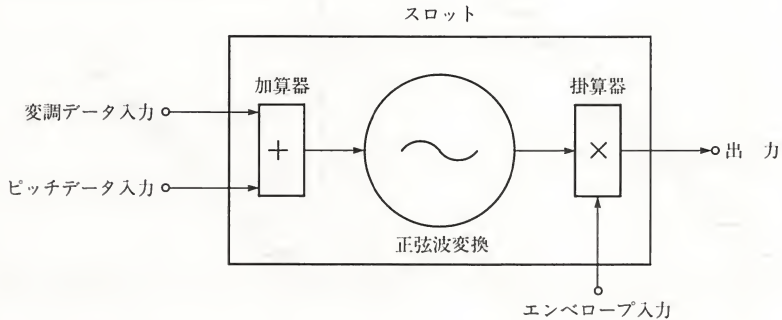 スロット
加算器
掛算器
変調データ入力
+
×
出 力
ピッチデータ入力
正弦波変換
エンベロープ入力